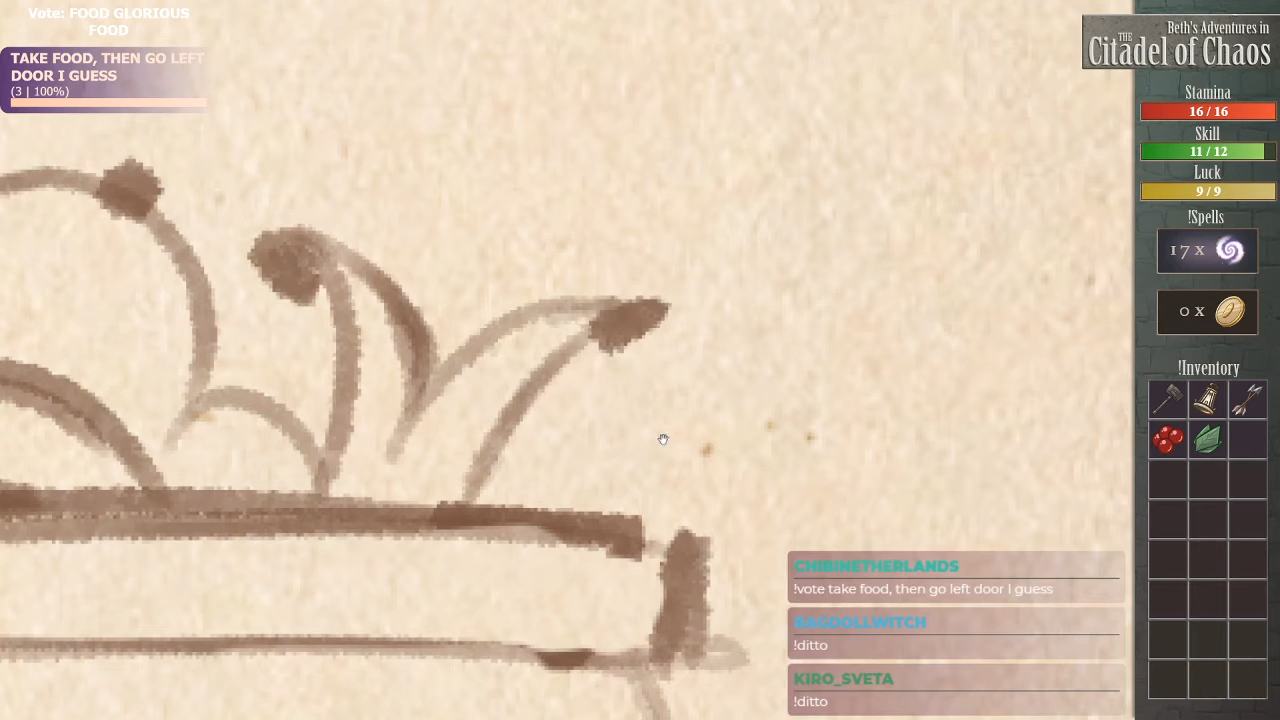 Vote: FOOD GLORIOUS
FOOD
TAKE FOOD, THEN GO LEFT
DOOR I GUESS
(3 | 100%)
Beth's Adventures in
THE
Citadel of Chaos
Stamina
16 / 16
Skill
11 / 12
Luck
9 / 9
!Spells
17 x
0 x
!Inventory
CHIBINETHERLANDS
!vote take food, then go left door I guess
RAGDOLLWITCH
!ditto
KIRO_SVETA
!ditto